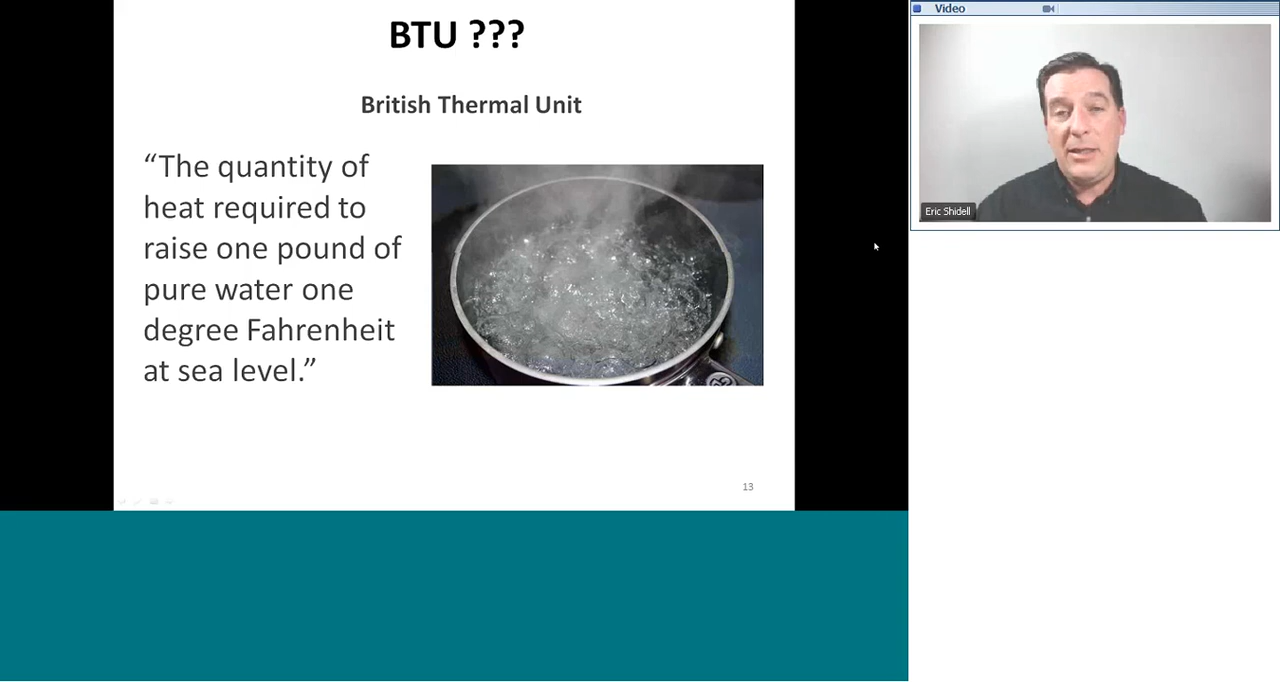 BTU ???
British Thermal Unit
“The quantity of
heat required to
raise one pound of
pure water one
degree Fahrenheit
at sea level.”
13
Video
Eric Shidell